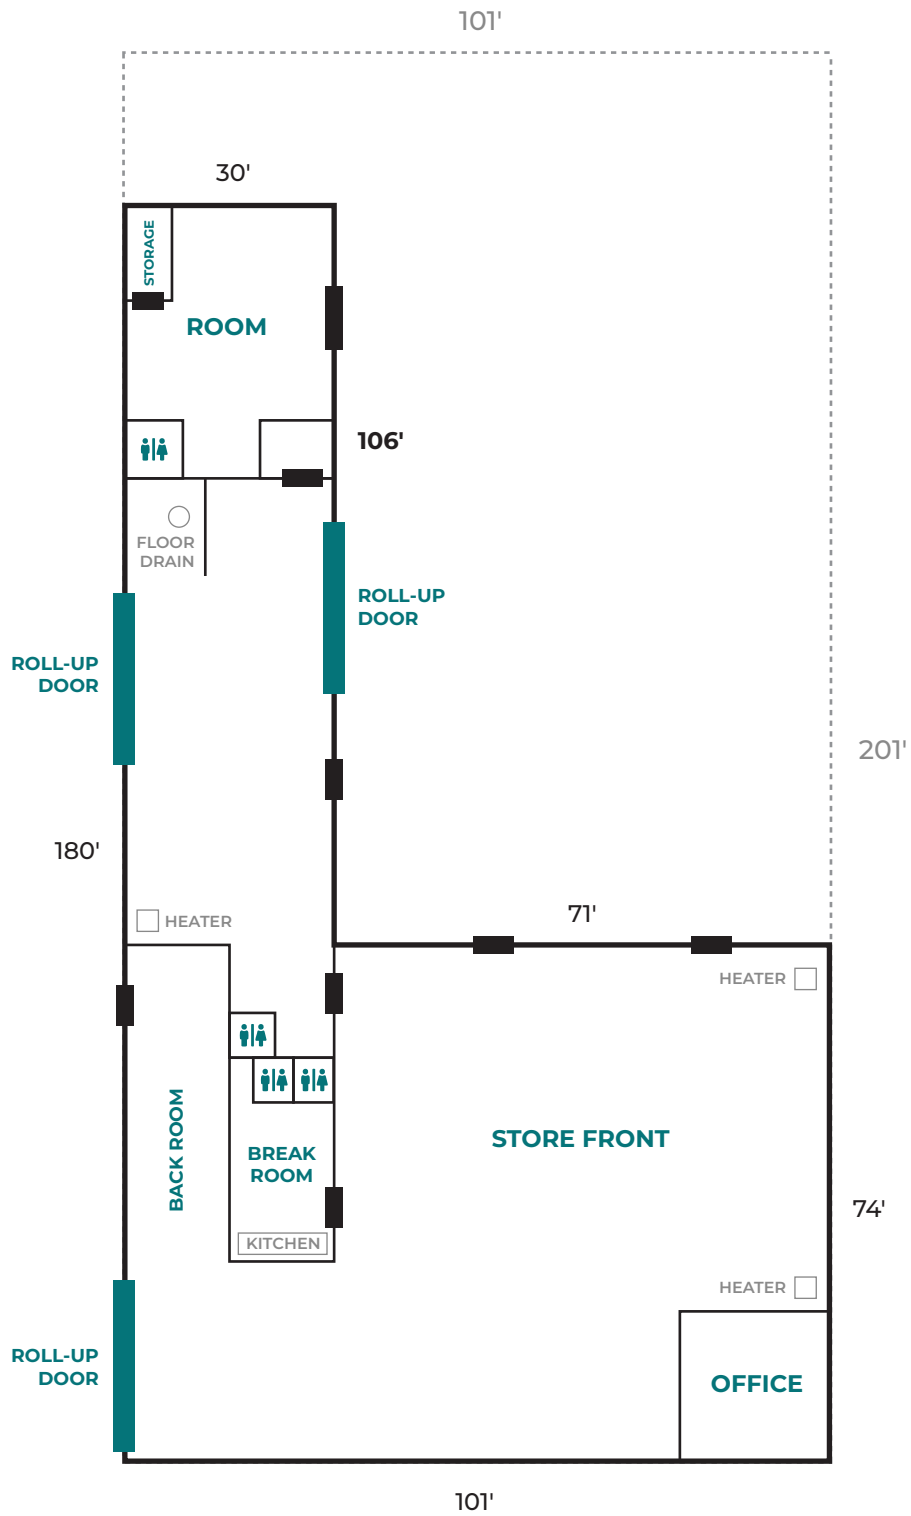 101'
30'
STORAGE
ROOM
106'
FLOOR
DRAIN
ROLL-UP
DOOR
ROLL-UP
DOOR
201'
180'
HEATER
71'
HEATER
BACK ROOM
BREAK
ROOM
STORE FRONT
74'
KITCHEN
HEATER
ROLL-UP
DOOR
OFFICE
101'